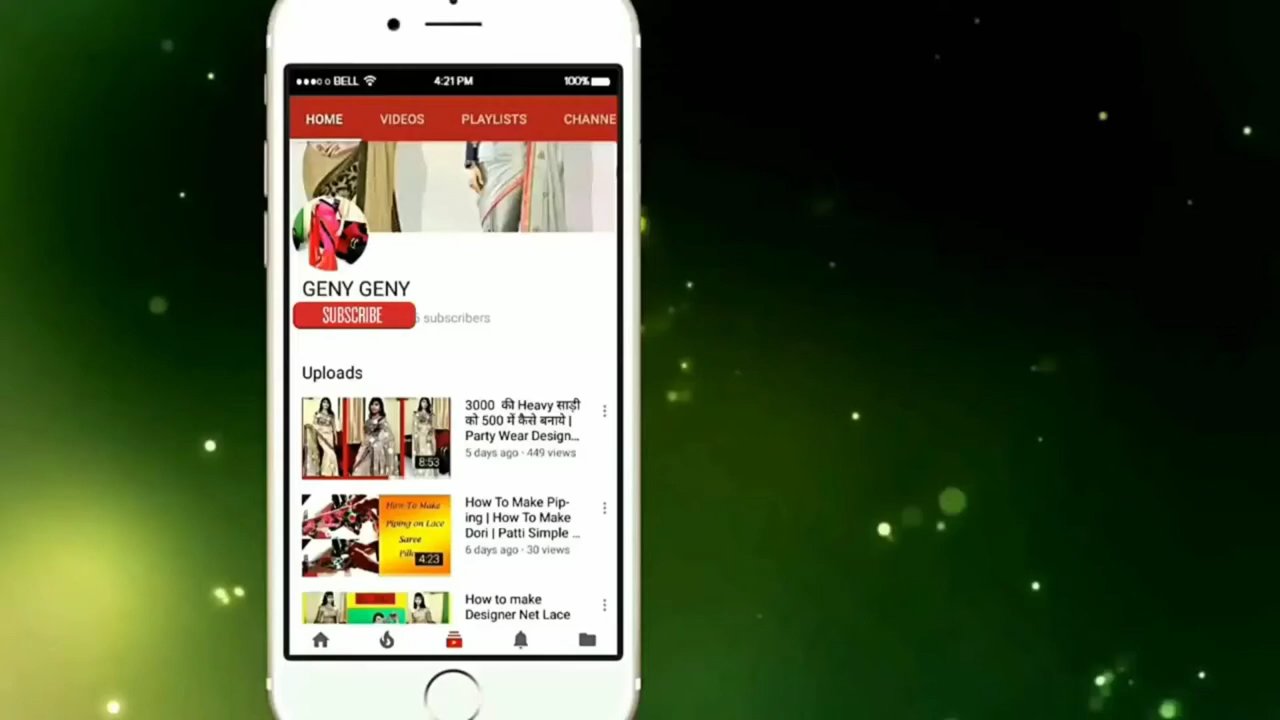 BELL 4:21 PM 100%
HOME VIDEOS PLAYLISTS CHANNE
GENY GENY
SUBSCRIBE subscribers
Uploads
3000 की Heavy साड़ी
को 500 में कैसे बनाये |
Party Wear Design...
5 days ago · 449 views
8:53
How To Make Pip-
ing | How To Make
Dori | Patti Simple ...
6 days ago · 30 views
How To Make
Piping on Lace
Saree
4:23
How to make
Designer Net Lace